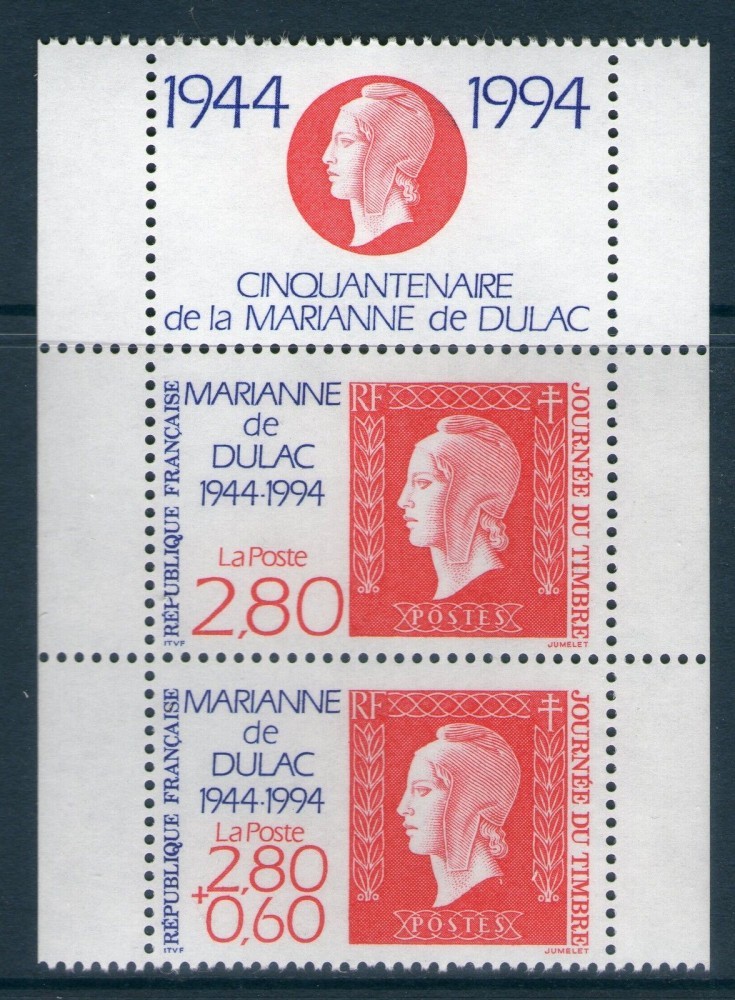 1944 1994
CINQUANTENAIRE
de la MARIANNE de DULAC
RÉPUBLIQUE FRANÇAISE
MARIANNE
de
DULAC
1944-1994
La Poste
2,80
ITVF
RF
POSTES
JOURNÉE DU TIMBRE
JUMELET
RÉPUBLIQUE FRANÇAISE
MARIANNE
de
DULAC
1944-1994
La Poste
2,80
+0,60
ITVF
RF
POSTES
JOURNÉE DU TIMBRE
JUMELET